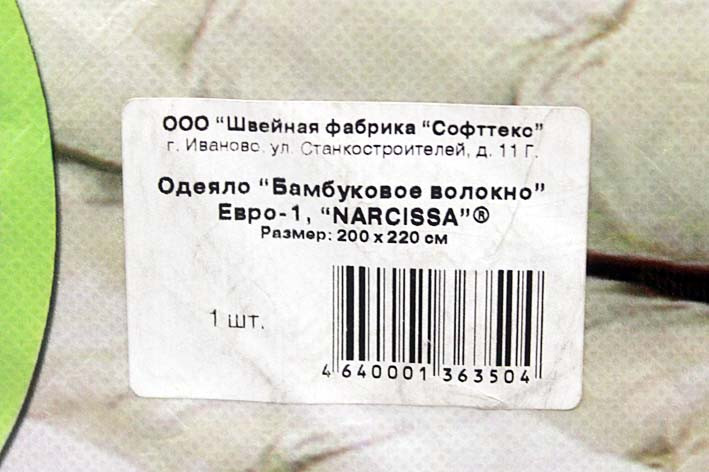 ООО "Швейная фабрика "Софттекс"
г. Иваново, ул. Станкостроителей, д. 11 Г.
Одеяло "Бамбуковое волокно"
Евро-1, "NARCISSA"®
Размер: 200 х 220 см
1 шт.
4 640001 363504